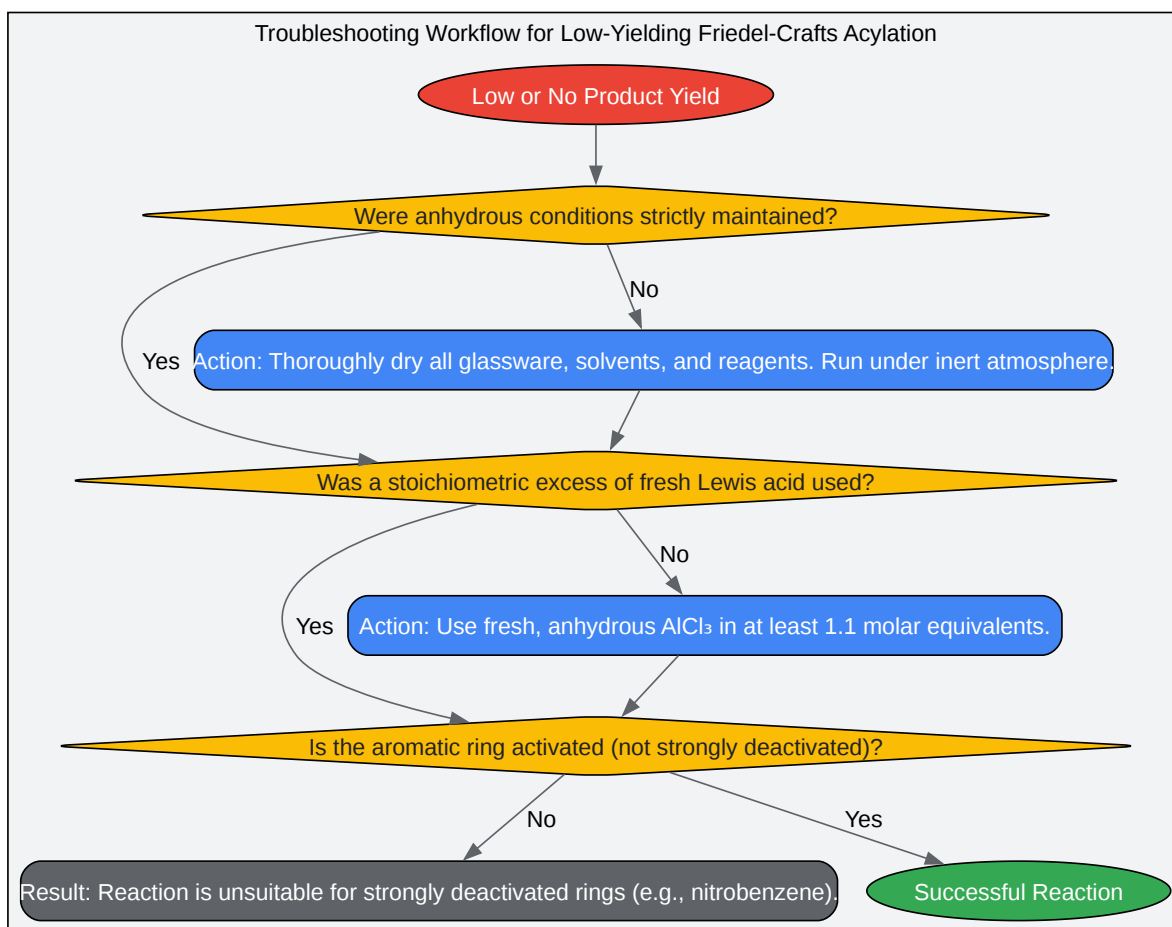 Troubleshooting Workflow for Low-Yielding Friedel-Crafts Acylation
Low or No Product Yield
Were anhydrous conditions strictly maintained?
No
Yes
Action: Thoroughly dry all glassware, solvents, and reagents. Run under inert atmosphere.
Was a stoichiometric excess of fresh Lewis acid used?
No
Yes
Action: Use fresh, anhydrous AlCl₃ in at least 1.1 molar equivalents.
Is the aromatic ring activated (not strongly deactivated)?
No
Yes
Result: Reaction is unsuitable for strongly deactivated rings (e.g., nitrobenzene).
Successful Reaction